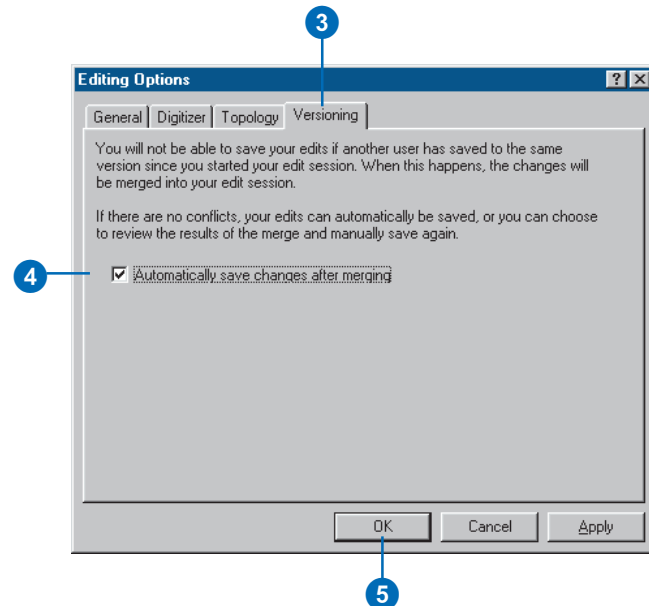 3
Editing Options
General Digitizer Topology Versioning
You will not be able to save your edits if another user has saved to the same
version since you started your edit session. When this happens, the changes will
be merged into your edit session.
If there are no conflicts, your edits can automatically be saved, or you can choose
to review the results of the merge and manually save again.
4
Automatically save changes after merging
OK Cancel Apply
5